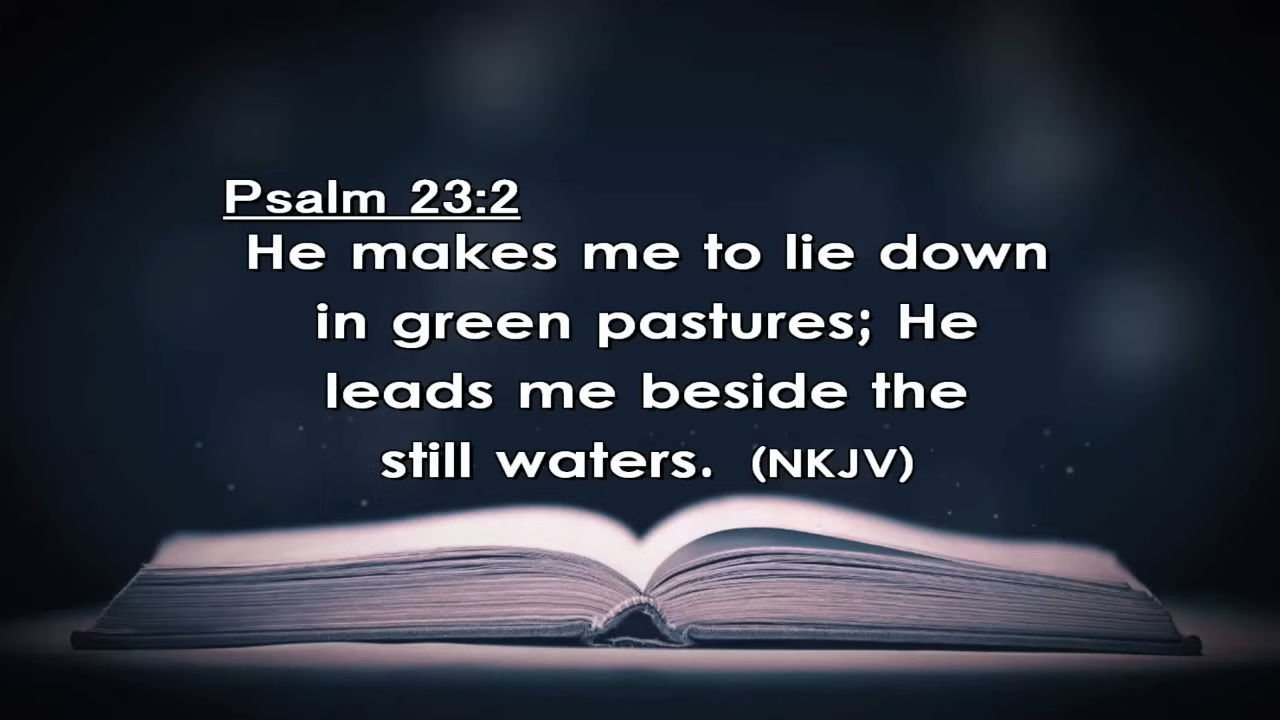 Psalm 23:2
He makes me to lie down
in green pastures; He
leads me beside the
still waters. (NKJV)